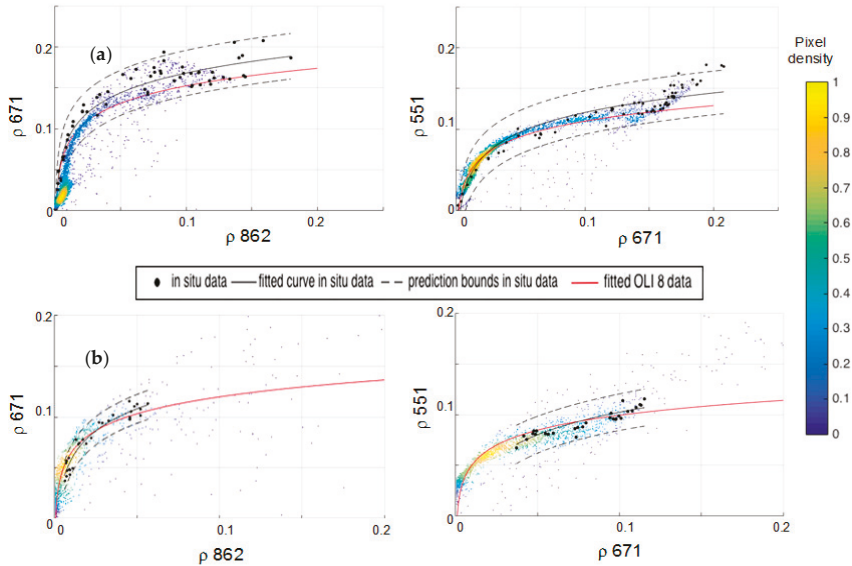 Pixel
density
(a)
0.2
0.1
0
ρ 671
0
0.1
0.2
ρ 862
0.2
0.1
0
ρ 551
0
0.1
0.2
ρ 671
1
0.9
0.8
0.7
0.6
0.5
0.4
0.3
0.2
0.1
0
in situ data
fitted curve in situ data
prediction bounds in situ data
fitted OLI 8 data
(b)
0.2
0.1
0
ρ 671
0
0.1
0.2
ρ 862
0.2
0.1
0
ρ 551
0
0.1
0.2
ρ 671